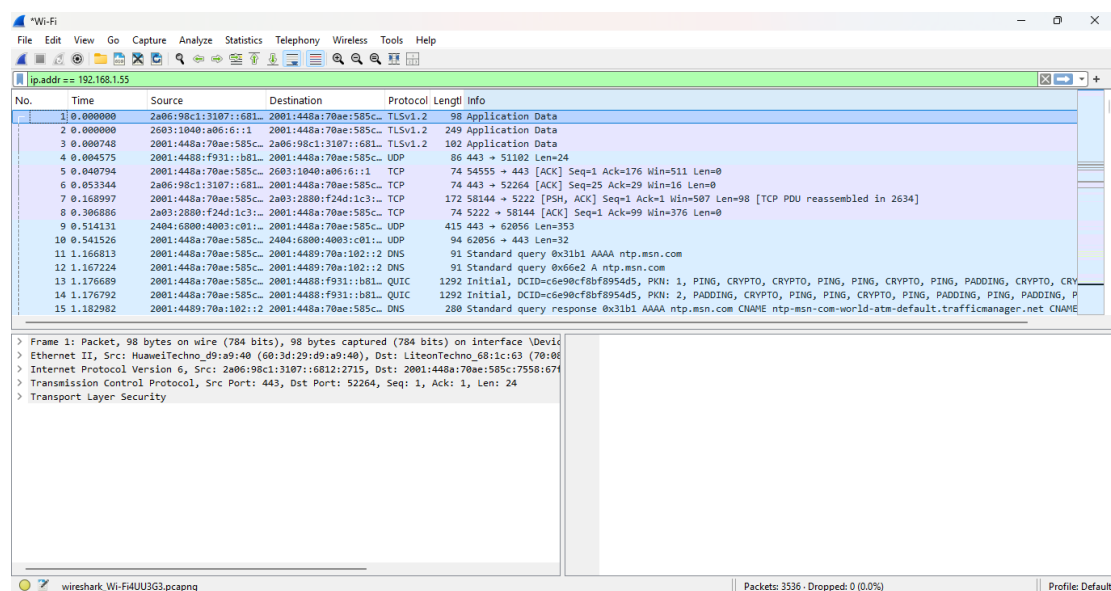 *Wi-Fi
File Edit View Go Capture Analyze Statistics Telephony Wireless Tools Help
ip.addr == 192.168.1.55
No. Time Source Destination Protocol Lengtl Info
1 0.000000 2a06:98c1:3107::681… 2001:448a:70ae:585c… TLSv1.2 98 Application Data
2 0.000000 2603:1040:a06:6::1 2001:448a:70ae:585c… TLSv1.2 249 Application Data
3 0.000748 2001:448a:70ae:585c… 2a06:98c1:3107::681… TLSv1.2 102 Application Data
4 0.004575 2001:4488:f931::b81… 2001:448a:70ae:585c… UDP 86 443 → 51102 Len=24
5 0.040794 2001:448a:70ae:585c… 2603:1040:a06:6::1 TCP 74 54555 → 443 [ACK] Seq=1 Ack=176 Win=511 Len=0
6 0.053344 2a06:98c1:3107::681… 2001:448a:70ae:585c… TCP 74 443 → 52264 [ACK] Seq=25 Ack=29 Win=16 Len=0
7 0.168997 2001:448a:70ae:585c… 2a03:2880:f24d:1c3:… TCP 172 58144 → 5222 [PSH, ACK] Seq=1 Ack=1 Win=507 Len=98 [TCP PDU reassembled in 2634]
8 0.306886 2a03:2880:f24d:1c3:… 2001:448a:70ae:585c… TCP 74 5222 → 58144 [ACK] Seq=1 Ack=99 Win=376 Len=0
9 0.514131 2404:6800:4003:c01:… 2001:448a:70ae:585c… UDP 415 443 → 62056 Len=353
10 0.541526 2001:448a:70ae:585c… 2404:6800:4003:c01:… UDP 94 62056 → 443 Len=32
11 1.166813 2001:448a:70ae:585c… 2001:4489:70a:102::2 DNS 91 Standard query 0x31b1 AAAA ntp.msn.com
12 1.167224 2001:448a:70ae:585c… 2001:4489:70a:102::2 DNS 91 Standard query 0x66e2 A ntp.msn.com
13 1.176689 2001:448a:70ae:585c… 2001:4488:f931::b81… QUIC 1292 Initial, DCID=c6e90cf8bf8954d5, PKN: 1, PING, CRYPTO, CRYPTO, PING, PING, CRYPTO, PING, PADDING, CRYPTO, CRY
14 1.176792 2001:448a:70ae:585c… 2001:4488:f931::b81… QUIC 1292 Initial, DCID=c6e90cf8bf8954d5, PKN: 2, PADDING, CRYPTO, PING, PING, CRYPTO, PING, PADDING, PING, PADDING, P
15 1.182982 2001:4489:70a:102::2 2001:448a:70ae:585c… DNS 280 Standard query response 0x31b1 AAAA ntp.msn.com CNAME ntp-msn-com-world-atm-default.trafficmanager.net CNAME
> Frame 1: Packet, 98 bytes on wire (784 bits), 98 bytes captured (784 bits) on interface \Devic
> Ethernet II, Src: HuaweiTechno_d9:a9:40 (60:3d:29:d9:a9:40), Dst: LiteonTechno_68:1c:63 (70:08
> Internet Protocol Version 6, Src: 2a06:98c1:3107::6812:2715, Dst: 2001:448a:70ae:585c:7558:67f
> Transmission Control Protocol, Src Port: 443, Dst Port: 52264, Seq: 1, Ack: 1, Len: 24
> Transport Layer Security
wireshark_Wi-Fi4UU3G3.pcapng Packets: 3536 · Dropped: 0 (0.0%) Profile: Default